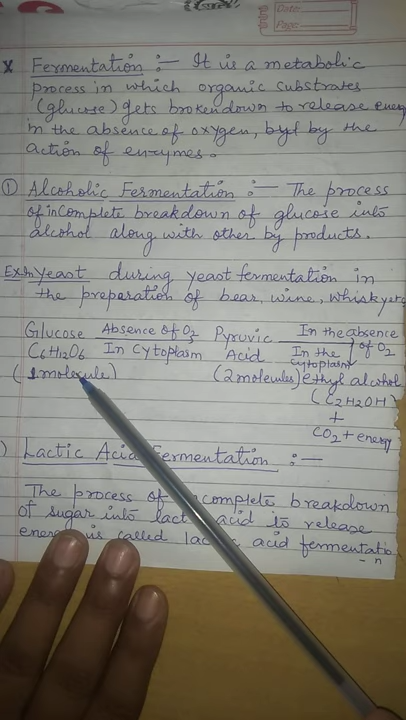 Date:
Page:
x Fermentation :- It is a metabolic
process in which organic substrates
(glucose) gets brokendown to release energy
in the absence of oxygen, by the
action of enzymes.
① Alcoholic Fermentation :- The process
of incomplete breakdown of glucose into
alcohol along with other by products.
Ex:- In yeast during yeast fermentation in
the preparation of bear, wine, whisky etc
Glucose Absence of O2 Pyruvic In the absence of O2
C6H12O6 In Cytoplasm Acid In the cytoplasm
(1 molecule) (2 molecules) ethyl alcohol
(C2H2OH)
+
CO2 + energy
) Lactic Acid Fermentation :-
The process of complete breakdown
of sugar into lact acid to release
is called acid fermentatio
-n